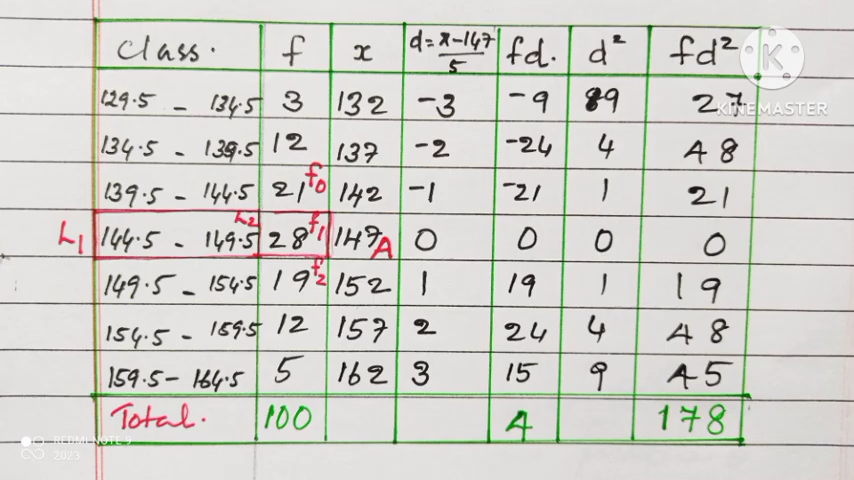 Class. f x d = x-147/5 fd. d² fd²
129.5 - 134.5 3 132 -3 -9 9 27
134.5 - 139.5 12 137 -2 -24 4 48
139.5 - 144.5 21 f0 142 -1 -21 1 21
L1 144.5 - 149.5 L2 28 f1 147 A 0 0 0 0
149.5 - 154.5 19 f2 152 1 19 1 19
154.5 - 159.5 12 157 2 24 4 48
159.5 - 164.5 5 162 3 15 9 45
Total. 100 4 178
K
KINEMASTER
REDMI NOTE 9
2023